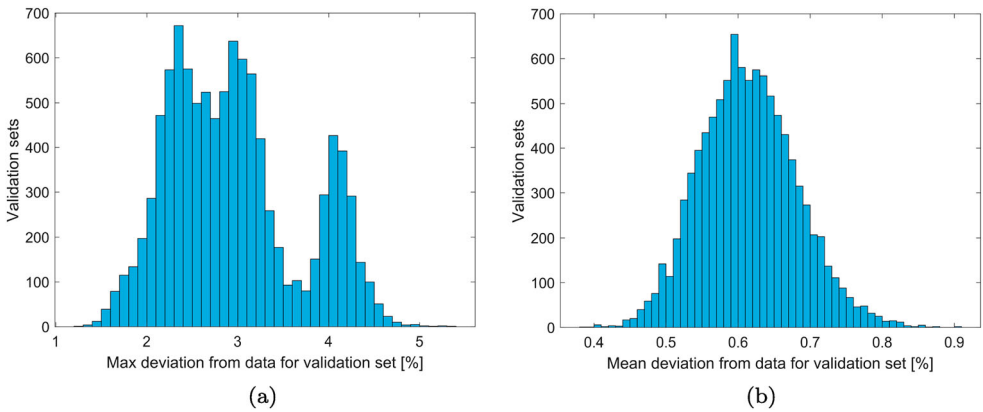 700
600
500
400
300
200
100
0
Validation sets
1 2 3 4 5
Max deviation from data for validation set [%]
(a)
700
600
500
400
300
200
100
0
Validation sets
0.4 0.5 0.6 0.7 0.8 0.9
Mean deviation from data for validation set [%]
(b)